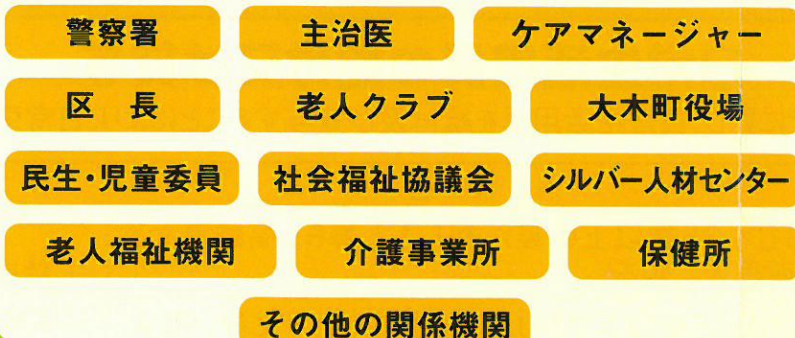 警察署 主治医 ケアマネージャー
区 長 老人クラブ 大木町役場
民生・児童委員 社会福祉協議会 シルバー人材センター
老人福祉機関 介護事業所 保健所
その他の関係機関